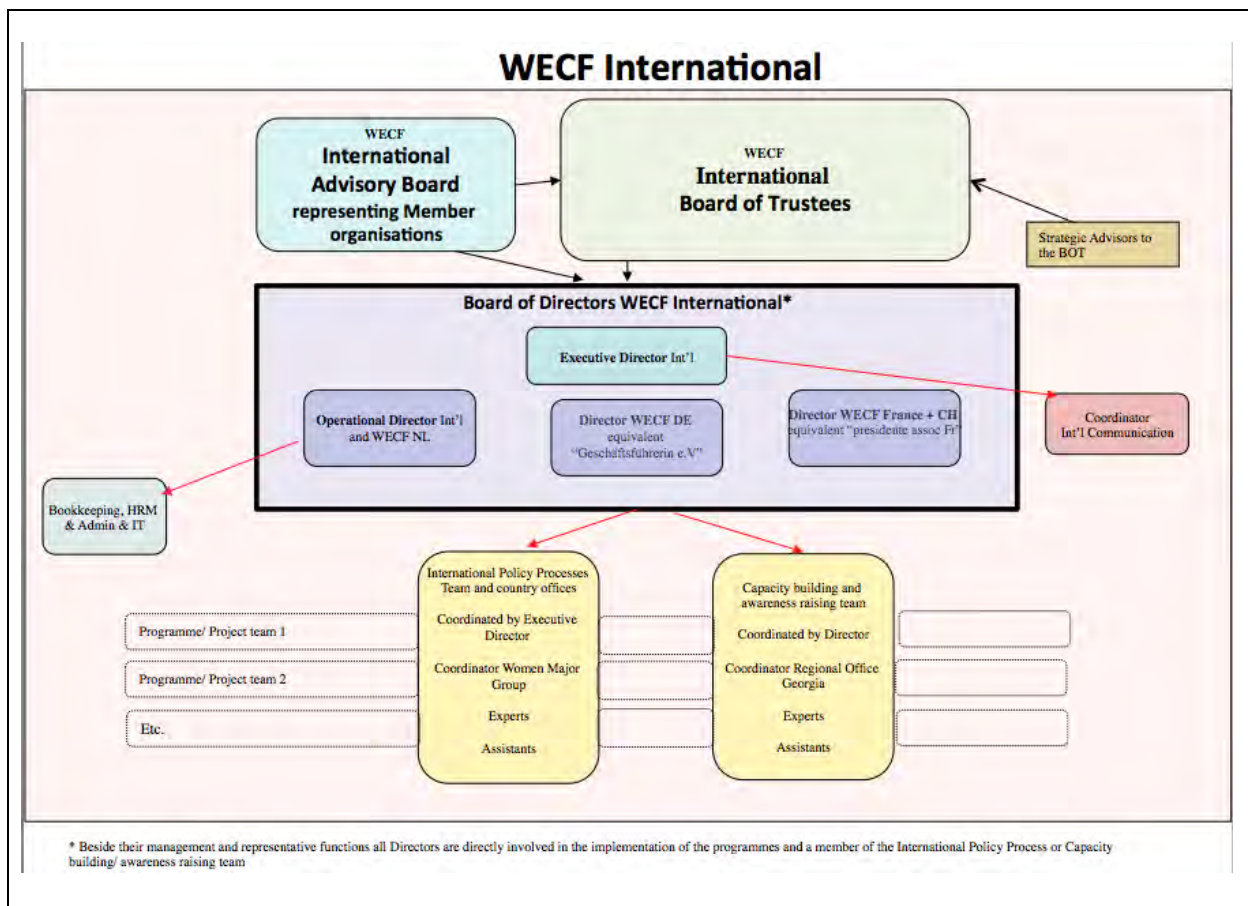 WECF International
WECF
International
Advisory Board
representing Member
organisations
WECF
International
Board of Trustees
Strategic Advisors to
the BOT
Board of Directors WECF International*
Executive Director Int'l
Operational Director Int'l
and WECF NL
Director WECF DE
equivalent
"Geschäftsführerin e.V"
Director WECF France + CH
equivalent "presidente assoc Fr"
Coordinator
Int'l Communication
Bookkeeping, HRM
& Admin & IT
International Policy Processes
Team and country offices
Coordinated by Executive
Director
Coordinator Women Major
Group
Experts
Assistants
Capacity building and
awareness raising team
Coordinated by Director
Coordinator Regional Office
Georgia
Experts
Assistants
Programme/ Project team 1
Programme/ Project team 2
Etc.
* Beside their management and representative functions all Directors are directly involved in the implementation of the programmes and a member of the International Policy Process or Capacity
building/ awareness raising team